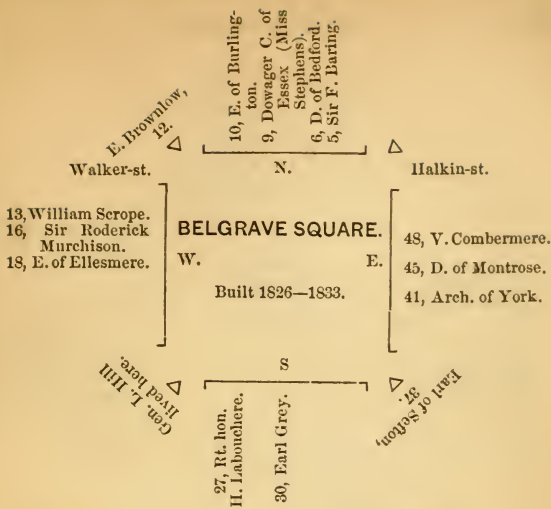 10, E. of Burling-
ton.
9, Dowager C. of
Essex (Miss
Stephens).
6, D. of Bedford.
5, Sir F. Baring.
E. Brownlow,
12.
Walker-st.
N.
Halkin-st.
13, William Scrope.
16, Sir Roderick
Murchison.
18, E. of Ellesmere.
BELGRAVE SQUARE.
W.
E.
Built 1826—1833.
48, V. Combermere.
45, D. of Montrose.
41, Arch. of York.
Gen. L. Hill
lived here.
S
Earl of Sefton,
37.
27, Rt. hon.
H. Labouchere.
30, Earl Grey.